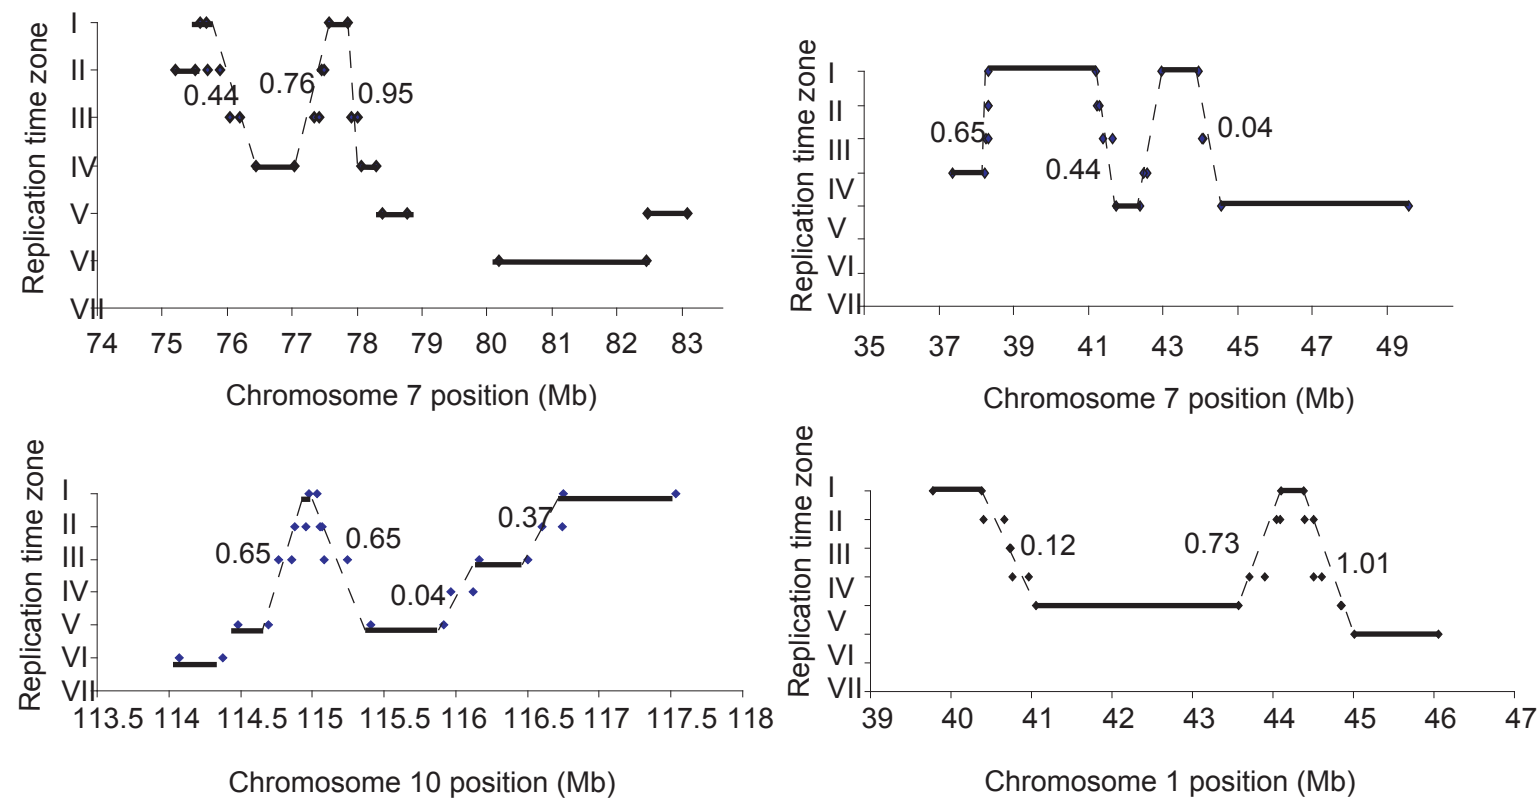 Replication time zone
I
II
III
IV
V
VI
VII
0.44
0.76
0.95
74 75 76 77 78 79 80 81 82 83
Chromosome 7 position (Mb)
Replication time zone
I
II
III
IV
V
VI
VII
0.65
0.44
0.04
35 37 39 41 43 45 47 49
Chromosome 7 position (Mb)
Replication time zone
I
II
III
IV
V
VI
VII
0.65
0.65
0.04
0.37
113.5 114 114.5 115 115.5 116 116.5 117 117.5 118
Chromosome 10 position (Mb)
Replication time zone
I
II
III
IV
V
VI
VII
0.12
0.73
1.01
39 40 41 42 43 44 45 46 47
Chromosome 1 position (Mb)